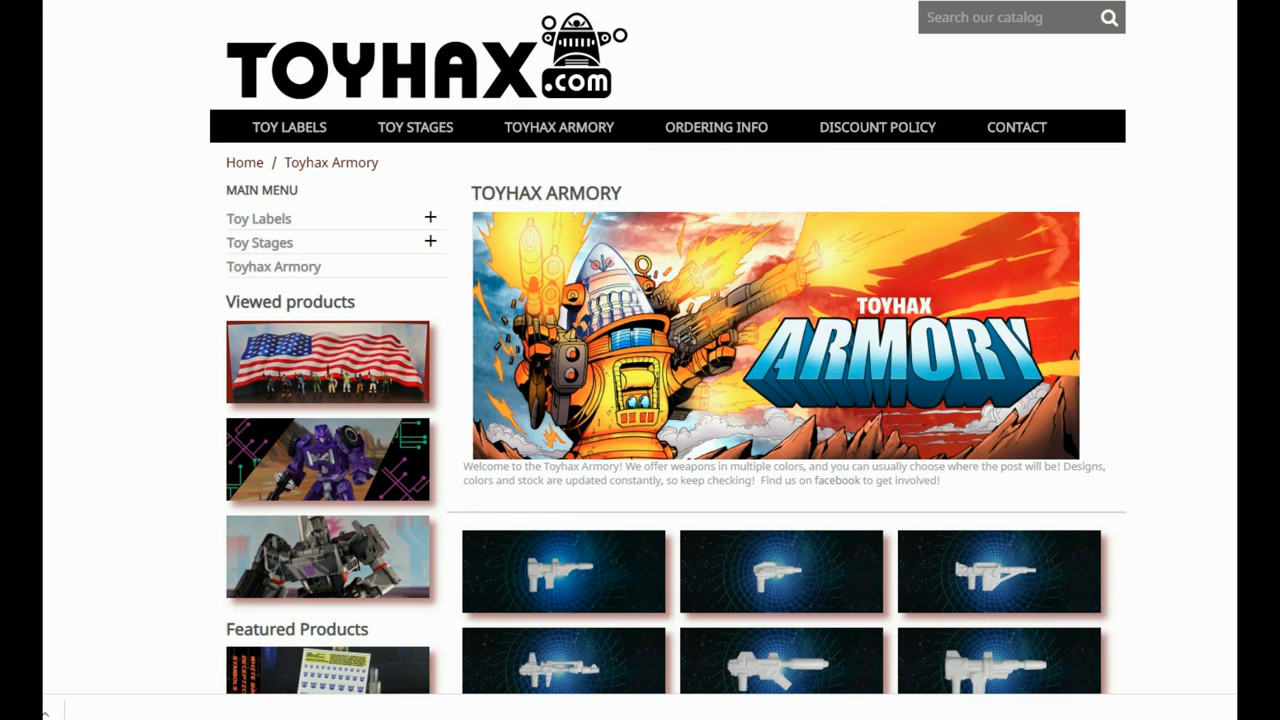 Search our catalog
TOYHAX.com
TOY LABELS TOY STAGES TOYHAX ARMORY ORDERING INFO DISCOUNT POLICY CONTACT
Home / Toyhax Armory
MAIN MENU
Toy Labels +
Toy Stages +
Toyhax Armory
Viewed products
Featured Products
TOYHAX ARMORY
TOYHAX
ARMORY
Welcome to the Toyhax Armory! We offer weapons in multiple colors, and you can usually choose where the post will be! Designs,
colors and stock are updated constantly, so keep checking! Find us on facebook to get involved!